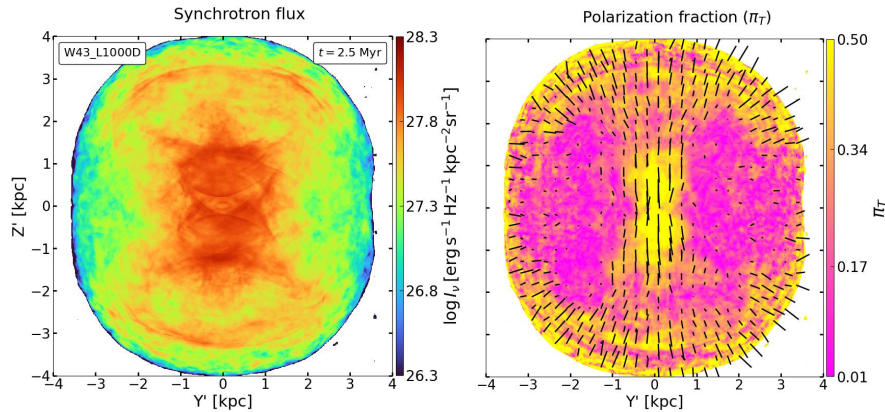 Synchrotron flux
W43_L1000D
t = 2.5 Myr
4
3
2
1
0
−1
−2
−3
−4
Z' [kpc]
−4 −3 −2 −1 0 1 2 3 4
Y' [kpc]
28.3
27.8
27.3
26.8
26.3
log Iν [erg s−1 Hz−1 kpc−2 sr−1]
Polarization fraction (πT)
−4 −3 −2 −1 0 1 2 3 4
Y' [kpc]
0.50
0.34
0.17
0.01
πT